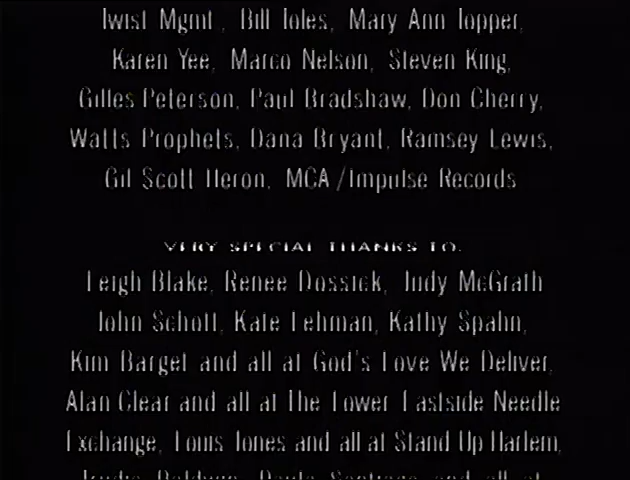 Twist Mgmt., Bill Toles, Mary Ann Topper,
Karen Yee, Marco Nelson, Steven King,
Gilles Peterson, Paul Bradshaw, Don Cherry,
Watts Prophets, Dana Bryant, Ramsey Lewis,
Gil Scott Heron, MCA/Impulse Records
VERY SPECIAL THANKS TO:
Leigh Blake, Renee Dossick, Judy McGrath
John Schott, Kate Lehman, Kathy Spahn,
Kim Barget and all at God's Love We Deliver,
Alan Clear and all at The Lower Eastside Needle
Exchange, Louis Jones and all at Stand Up Harlem,
and all at